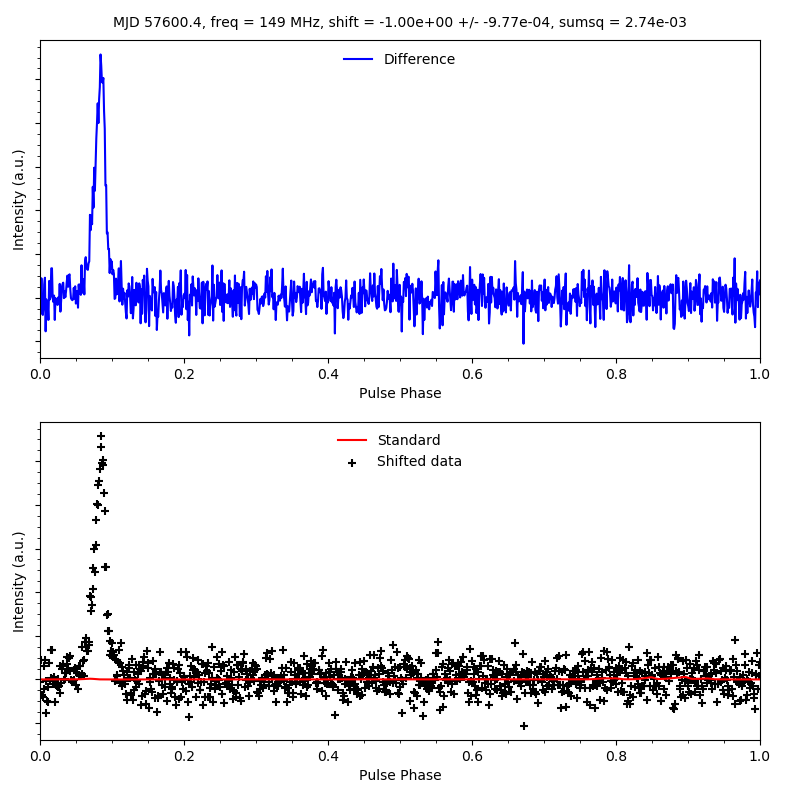 MJD 57600.4, freq = 149 MHz, shift = -1.00e+00 +/- -9.77e-04, sumsq = 2.74e-03
Difference
Intensity (a.u.)
0.0 0.2 0.4 0.6 0.8 1.0
Pulse Phase
Standard
Shifted data
Intensity (a.u.)
0.0 0.2 0.4 0.6 0.8 1.0
Pulse Phase